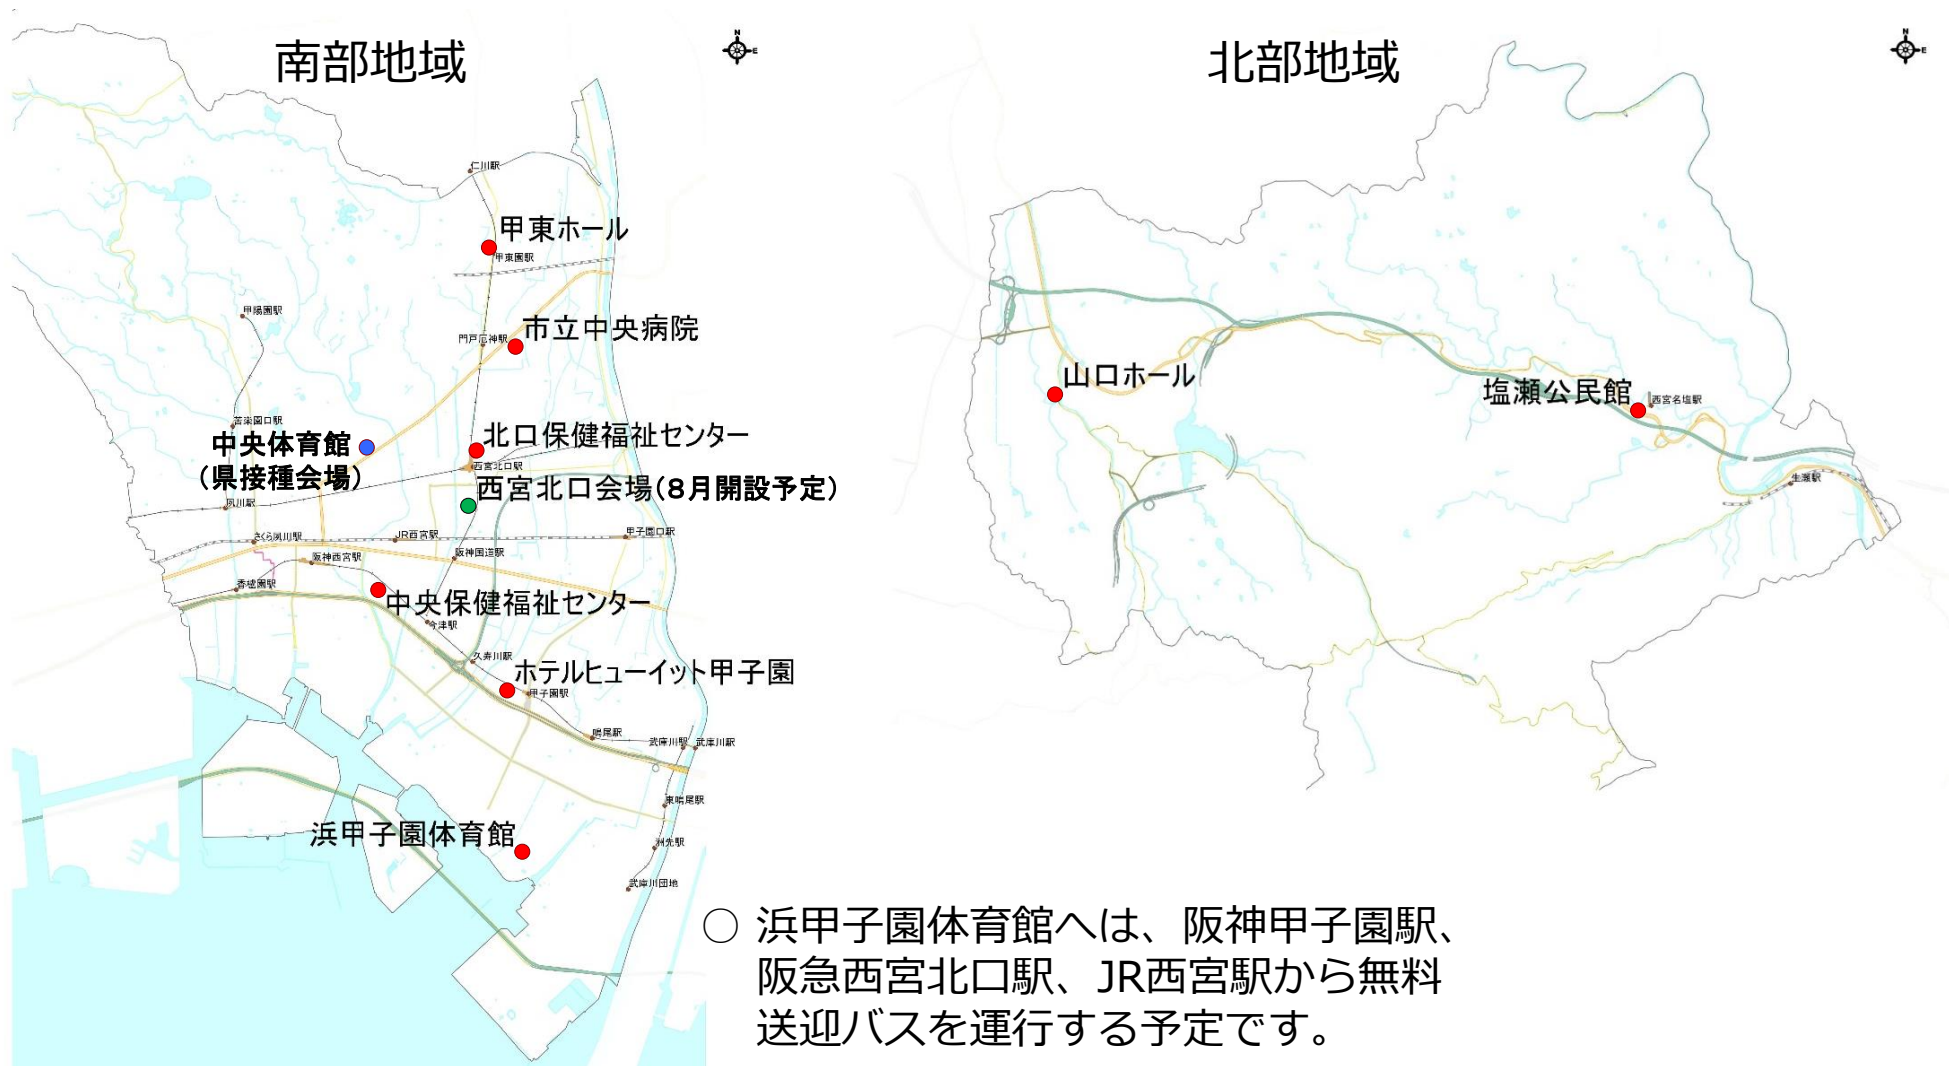 南部地域
北部地域
N
E
N
E
仁川駅
甲東ホール
甲東園駅
甲陽園駅
市立中央病院
門戸厄神駅
山口ホール
塩瀬公民館
西宮名塩駅
苦楽園口駅
中央体育館
(県接種会場)
北口保健福祉センター
西宮北口駅
西宮北口会場(8月開設予定)
生瀬駅
夙川駅
さくら夙川駅
JR西宮駅
甲子園口駅
阪神西宮駅
阪神国道駅
香櫨園駅
中央保健福祉センター
今津駅
久寿川駅
ホテルヒューイット甲子園
甲子園駅
鳴尾駅
武庫川駅
武庫川駅
東鳴尾駅
浜甲子園体育館
洲先駅
武庫川団地
○ 浜甲子園体育館へは、阪神甲子園駅、
阪急西宮北口駅、JR西宮駅から無料
送迎バスを運行する予定です。